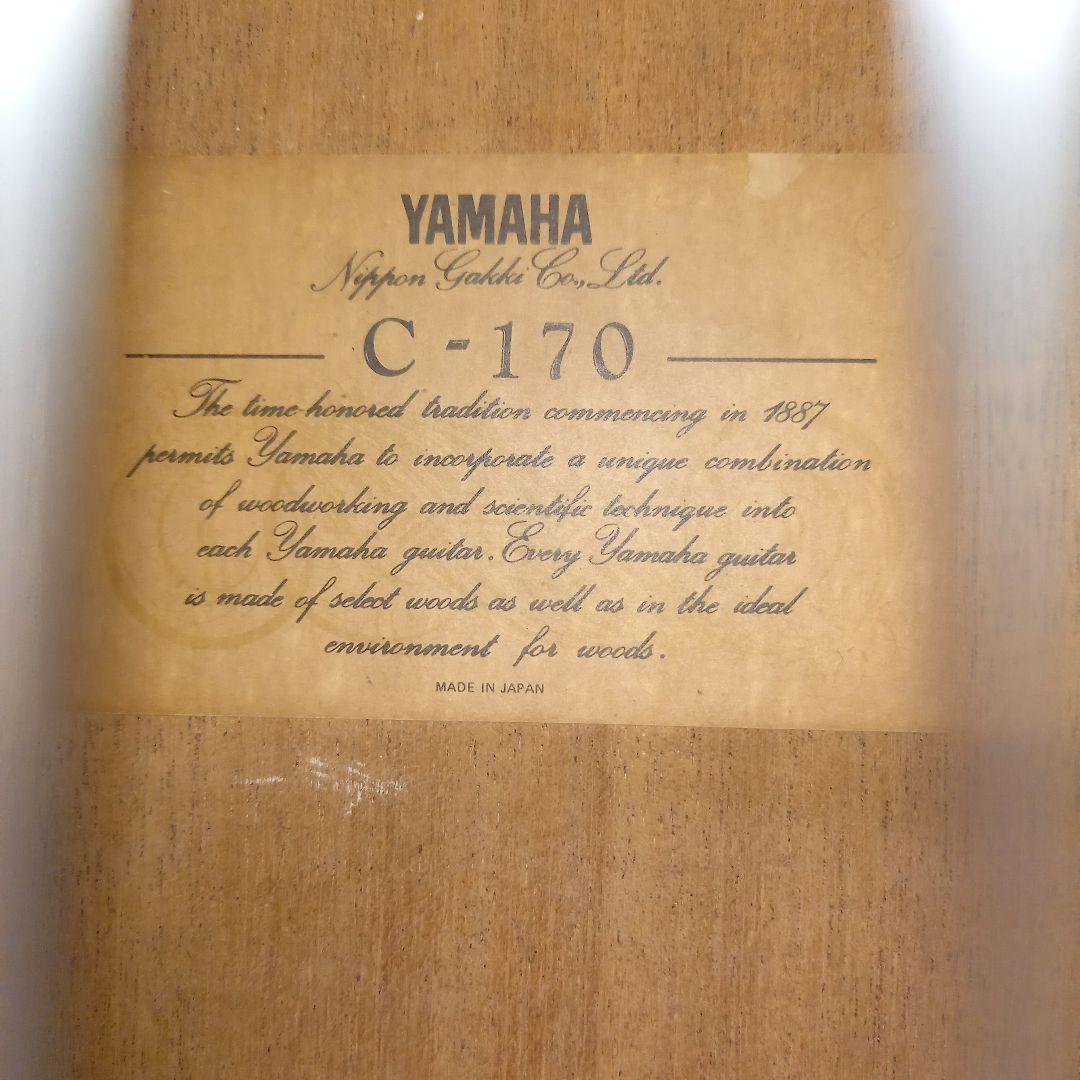 YAMAHA
Nippon Gakki Co., Ltd.
C-170
The time-honored tradition commencing in 1887
permits Yamaha to incorporate a unique combination
of woodworking and scientific technique into
each Yamaha guitar. Every Yamaha guitar
is made of select woods as well as in the ideal
environment for woods.
MADE IN JAPAN